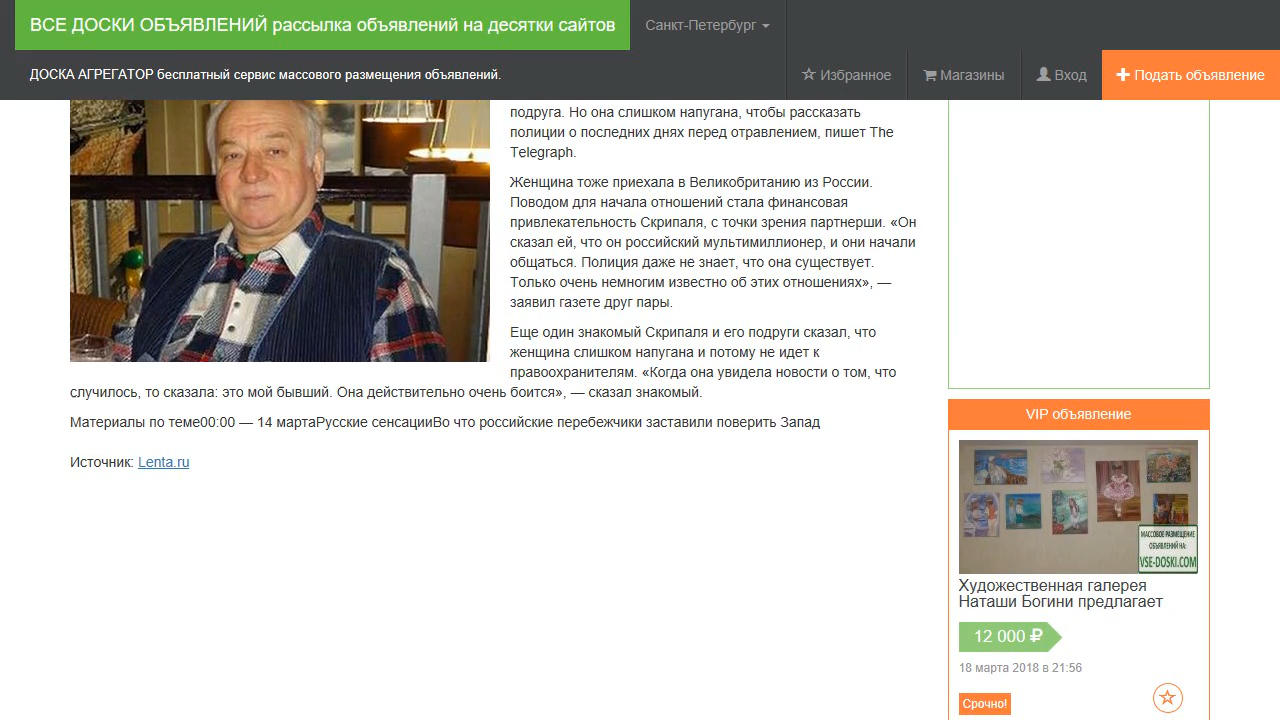 ВСЕ ДОСКИ ОБЪЯВЛЕНИЙ рассылка объявлений на десятки сайтов
Санкт-Петербург
ДОСКА АГРЕГАТОР бесплатный сервис массового размещения объявлений.
Избранное
Магазины
Вход
Подать объявление
подруга. Но она слишком напугана, чтобы рассказать
полиции о последних днях перед отравлением, пишет The
Telegraph.
Женщина тоже приехала в Великобританию из России.
Поводом для начала отношений стала финансовая
привлекательность Скрипаля, с точки зрения партнерши. «Он
сказал ей, что он российский мультимиллионер, и они начали
общаться. Полиция даже не знает, что она существует.
Только очень немногим известно об этих отношениях», —
заявил газете друг пары.
Еще один знакомый Скрипаля и его подруги сказал, что
женщина слишком напугана и потому не идет к
правоохранителям. «Когда она увидела новости о том, что
случилось, то сказала: это мой бывший. Она действительно очень боится», — сказал знакомый.
Материалы по теме00:00 — 14 мартаРусские сенсацииВо что российские перебежчики заставили поверить Запад
Источник: Lenta.ru
VIP объявление
МАССОВОЕ РАЗМЕЩЕНИЕ
ОБЪЯВЛЕНИЙ НА:
VSE-DOSKI.COM
Художественная галерея
Наташи Богини предлагает
12 000 ₽
18 марта 2018 в 21:56
Срочно!